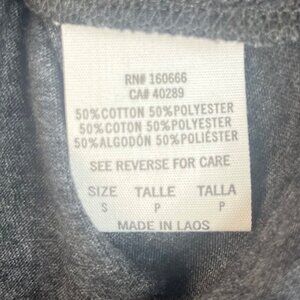 RN# 160666
CA# 40289
50%COTTON 50%POLYESTER
50%COTON 50%POLYESTER
50%ALGODÓN 50%POLIÉSTER
SEE REVERSE FOR CARE
SIZE TALLE TALLA
S P P
MADE IN LAOS